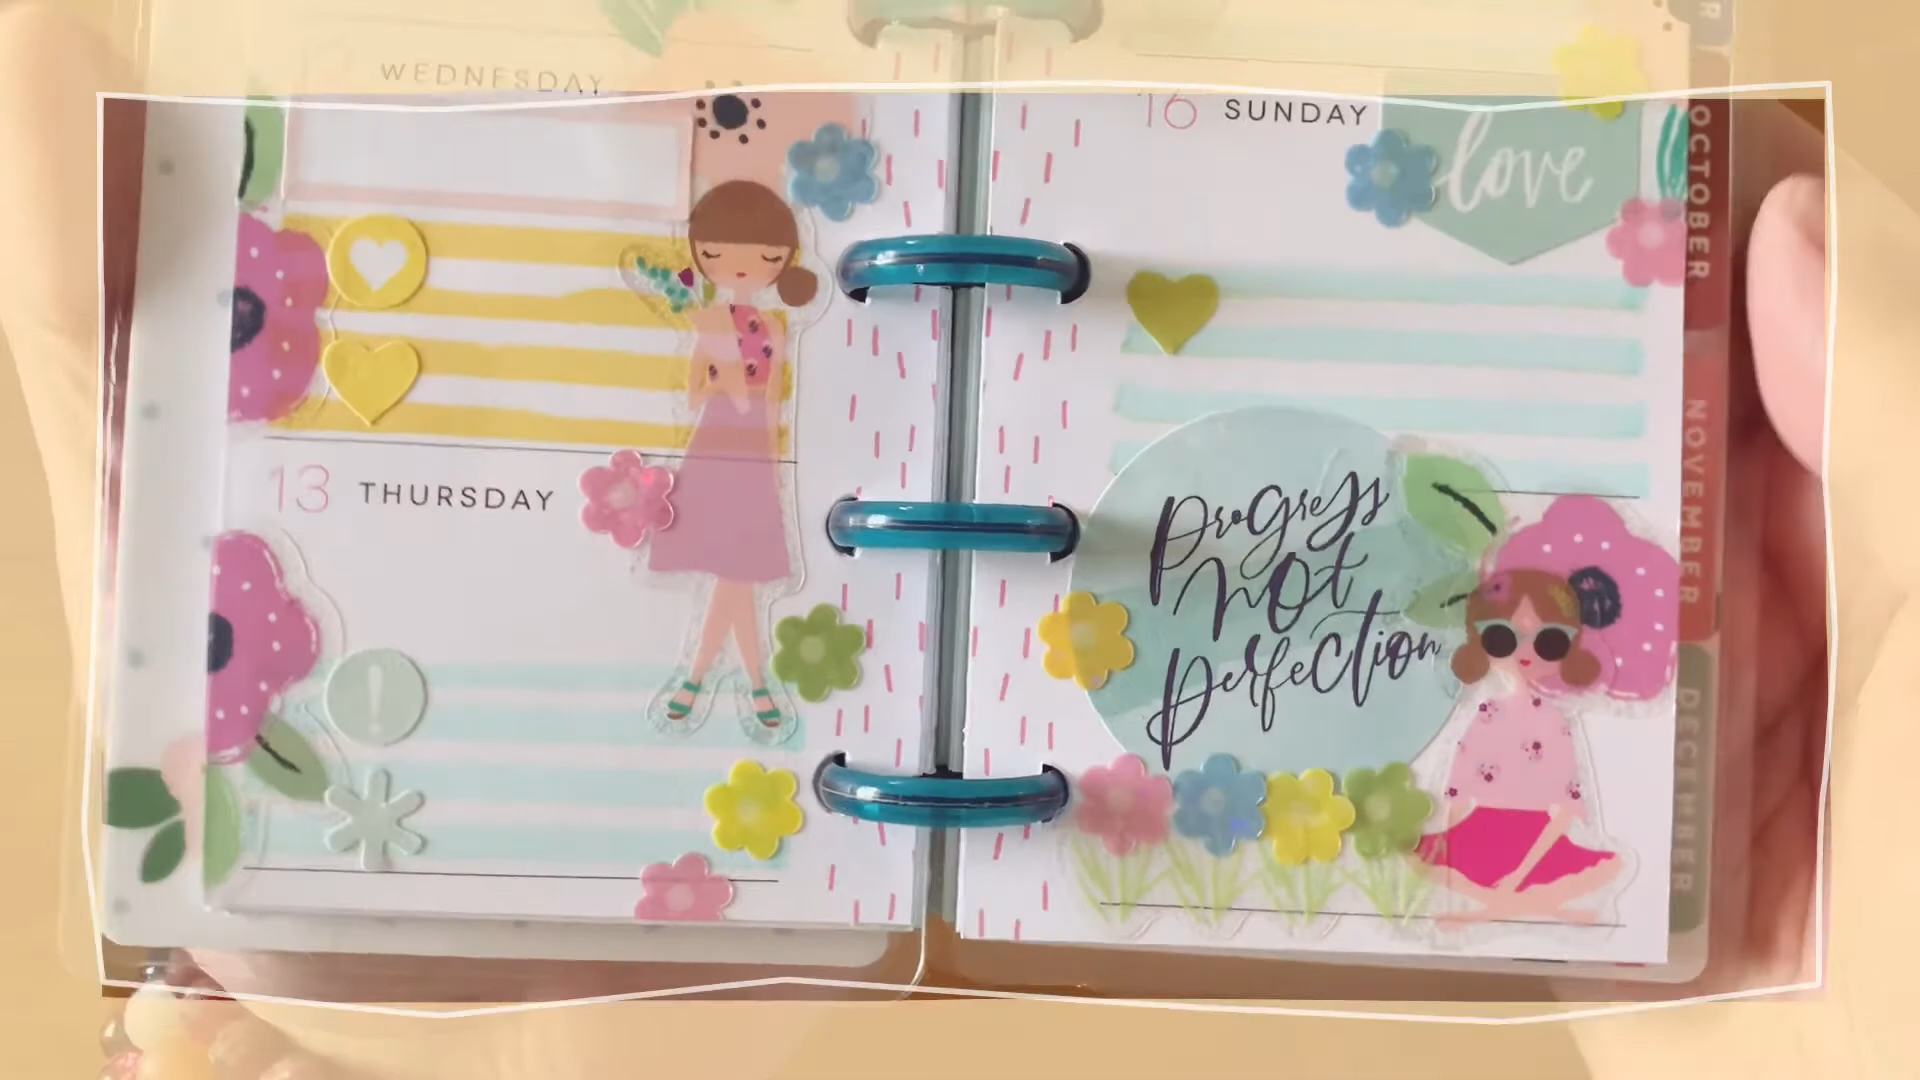 WEDNESDAY
13 THURSDAY
16 SUNDAY
love
progress
not
perfection
OCTOBER
NOVEMBER
DECEMBER